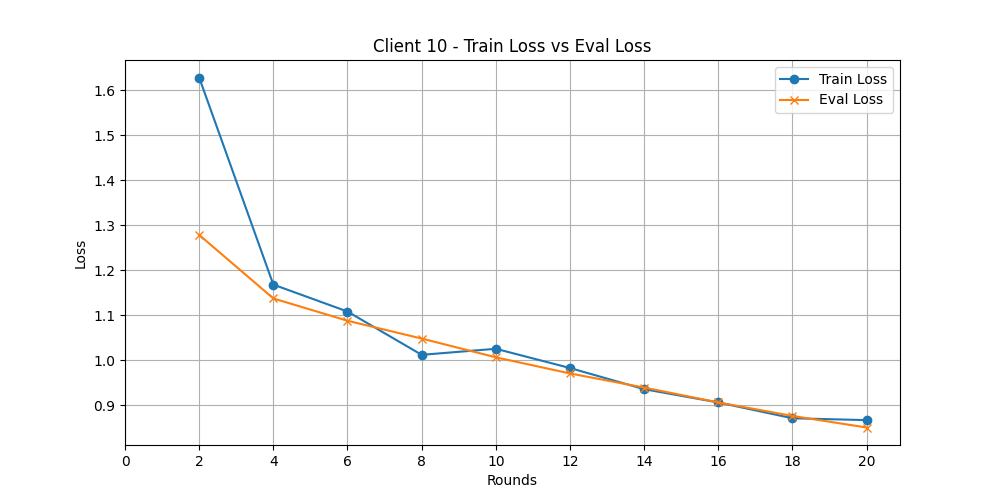 Client 10 - Train Loss vs Eval Loss
Train Loss
Eval Loss
1.6
1.5
1.4
1.3
1.2
1.1
1.0
0.9
Loss
0 2 4 6 8 10 12 14 16 18 20
Rounds